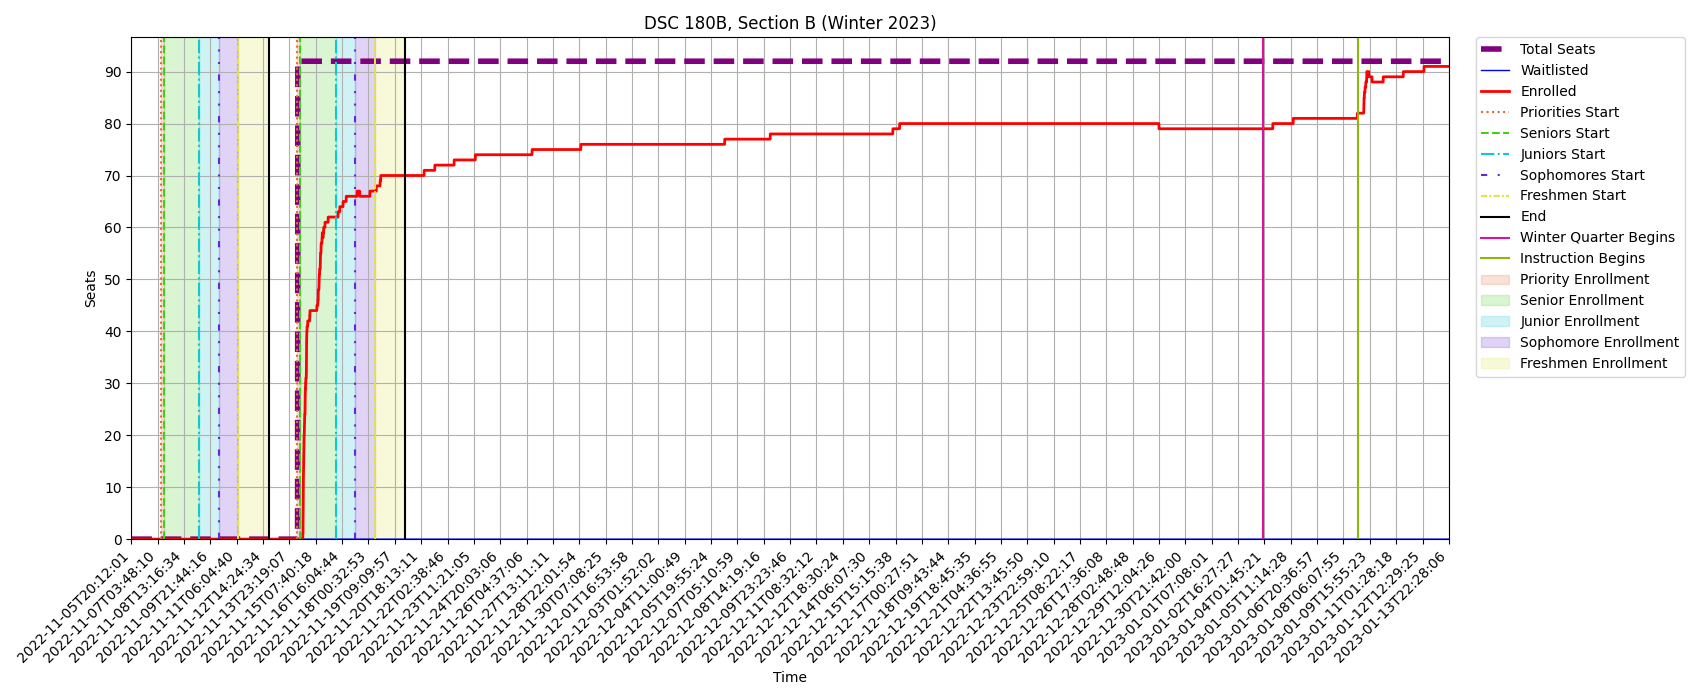 DSC 180B, Section B (Winter 2023)
Seats
90
80
70
60
50
40
30
20
10
0
2022-11-05T20:12:01
2022-11-07T03:48:10
2022-11-08T13:16:34
2022-11-09T21:44:16
2022-11-11T06:04:40
2022-11-12T14:24:34
2022-11-13T23:19:07
2022-11-15T07:40:18
2022-11-16T16:04:44
2022-11-18T00:32:53
2022-11-19T09:09:57
2022-11-20T18:13:11
2022-11-22T02:38:46
2022-11-23T11:21:05
2022-11-24T20:03:06
2022-11-26T04:37:06
2022-11-27T13:11:11
2022-11-28T22:01:54
2022-11-30T07:08:25
2022-12-01T16:53:58
2022-12-03T01:52:02
2022-12-04T11:00:49
2022-12-05T19:55:24
2022-12-07T05:10:59
2022-12-08T14:19:16
2022-12-09T23:23:46
2022-12-11T08:32:12
2022-12-12T18:30:24
2022-12-14T06:07:30
2022-12-15T15:15:38
2022-12-17T00:27:51
2022-12-18T09:43:44
2022-12-19T18:45:35
2022-12-21T04:36:55
2022-12-22T13:45:50
2022-12-23T22:59:10
2022-12-25T08:22:17
2022-12-26T17:36:08
2022-12-28T02:48:48
2022-12-29T12:04:26
2022-12-30T21:42:00
2023-01-01T07:08:01
2023-01-02T16:27:27
2023-01-04T01:45:21
2023-01-05T11:14:28
2023-01-06T20:36:57
2023-01-08T06:07:55
2023-01-09T15:55:23
2023-01-11T01:28:18
2023-01-12T12:29:25
2023-01-13T22:28:06
Time
Total Seats
Waitlisted
Enrolled
Priorities Start
Seniors Start
Juniors Start
Sophomores Start
Freshmen Start
End
Winter Quarter Begins
Instruction Begins
Priority Enrollment
Senior Enrollment
Junior Enrollment
Sophomore Enrollment
Freshmen Enrollment